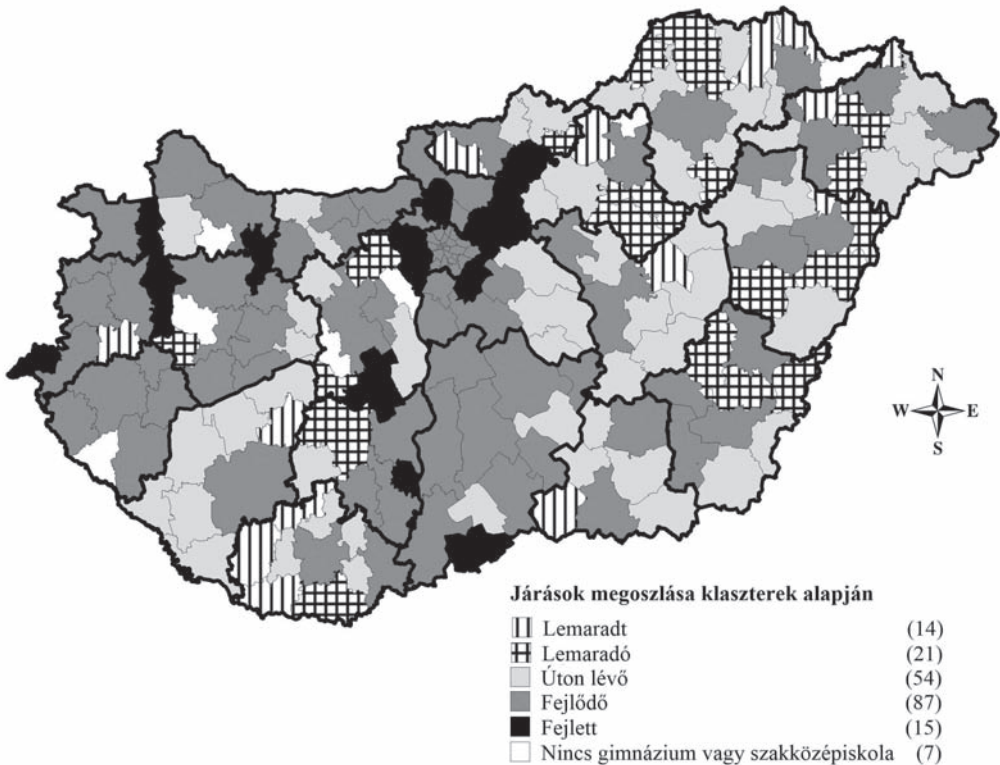 N
W E
S
Járások megoszlása klaszterek alapján
Lemaradt (14)
Lemaradó (21)
Úton lévő (54)
Fejlődő (87)
Fejlett (15)
Nincs gimnázium vagy szakközépiskola (7)